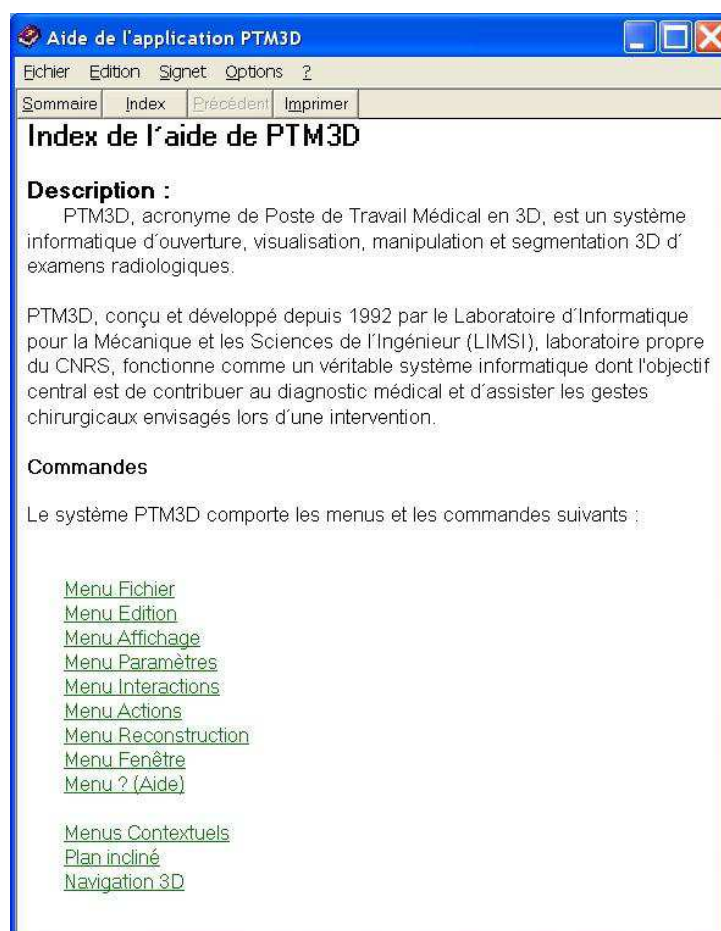 Aide de l'application PTM3D
Fichier Edition Signet Options ?
Sommaire Index Précédent Imprimer
Index de l´aide de PTM3D
Description :
PTM3D, acronyme de Poste de Travail Médical en 3D, est un système
informatique d´ouverture, visualisation, manipulation et segmentation 3D d´
examens radiologiques.
PTM3D, conçu et développé depuis 1992 par le Laboratoire d´Informatique
pour la Mécanique et les Sciences de l´Ingénieur (LIMSI), laboratoire propre
du CNRS, fonctionne comme un véritable système informatique dont l'objectif
central est de contribuer au diagnostic médical et d´assister les gestes
chirurgicaux envisagés lors d´une intervention.
Commandes
Le système PTM3D comporte les menus et les commandes suivants :
Menu Fichier
Menu Edition
Menu Affichage
Menu Paramètres
Menu Interactions
Menu Actions
Menu Reconstruction
Menu Fenêtre
Menu ? (Aide)
Menus Contextuels
Plan incliné
Navigation 3D